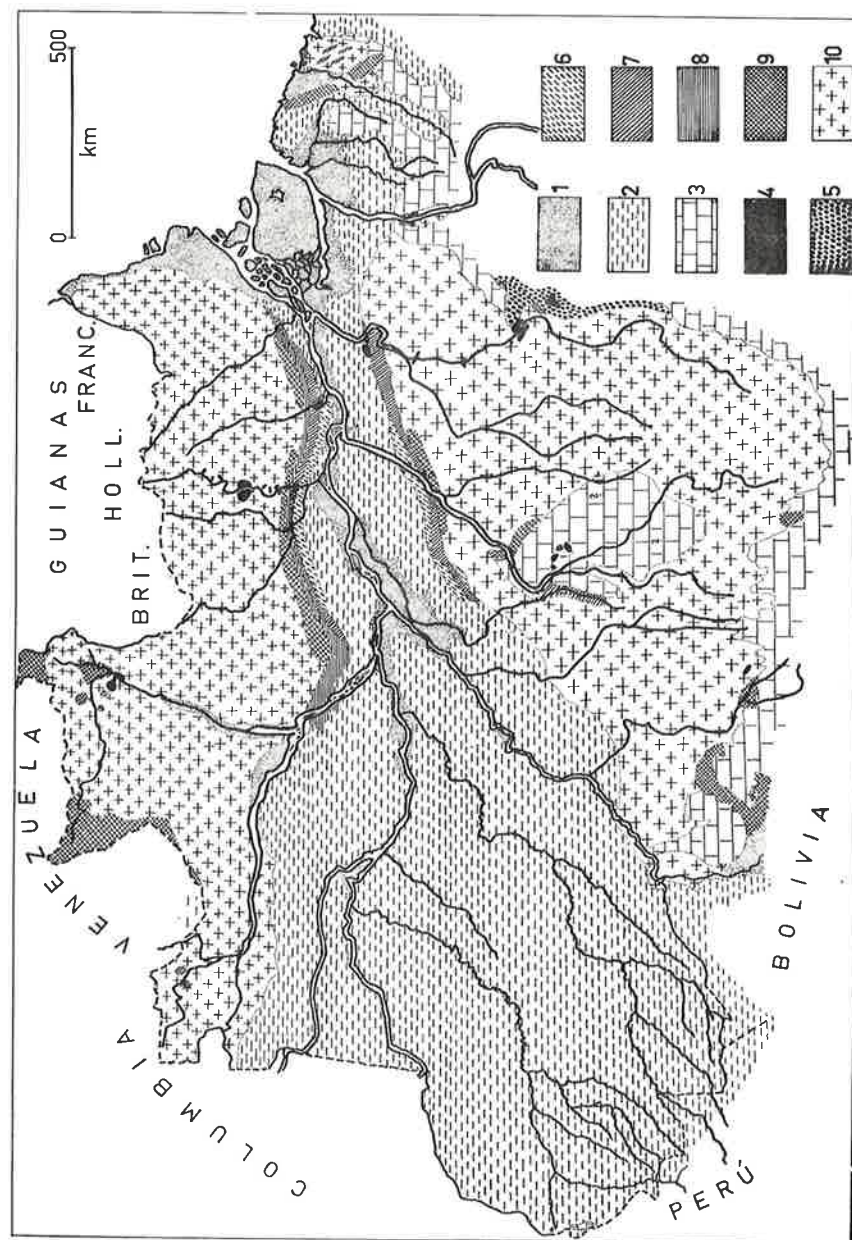 GUIANAS
BRIT.
HOLL.
FRANC.
VENEZUELA
COLUMBIA
PERÚ
BOLIVIA
0
500
km
1
2
3
4
5
6
7
8
9
10